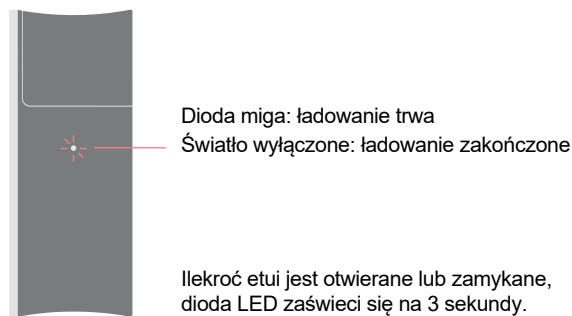 Dioda miga: ładowanie trwa
Światło wyłączone: ładowanie zakończone
Ilekroć etui jest otwierane lub zamykane,
dioda LED zaświeci się na 3 sekundy.